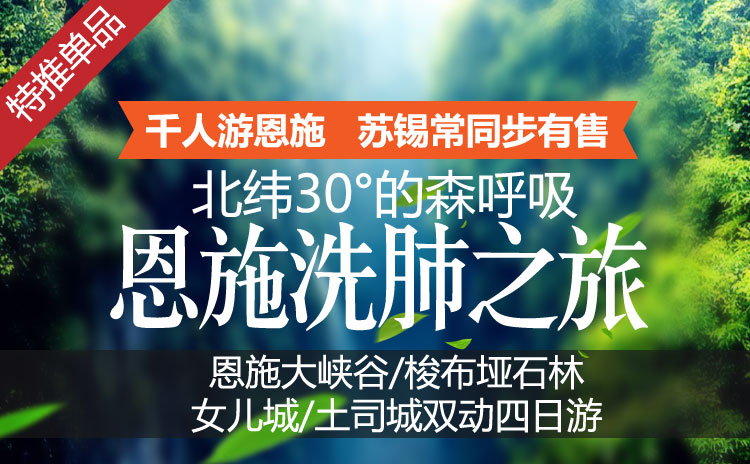 特推单品
千人游恩施 苏锡常同步有售
北纬30°的森呼吸
恩施洗肺之旅
恩施大峡谷/梭布垭石林
女儿城/土司城双动四日游